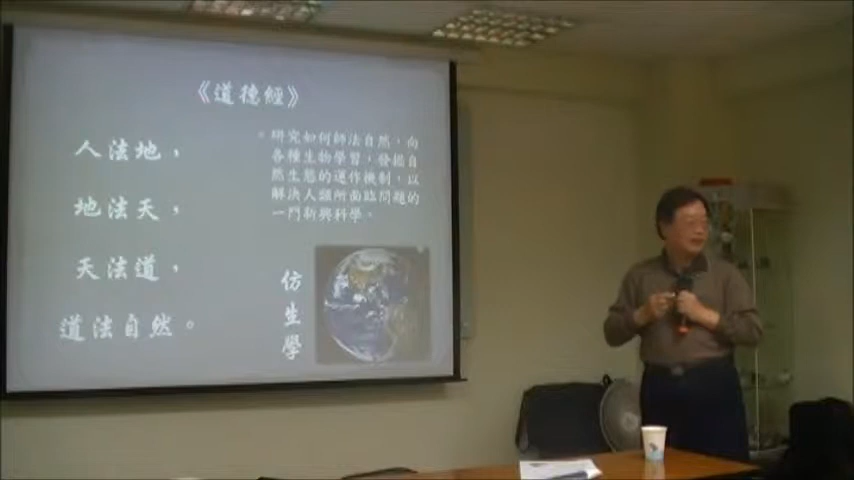 《道德經》
人法地，
地法天，
天法道，
道法自然。
研究如何師法自然，向
各種生物學習，發掘自
然生態的運作機制，以
解決人類所面臨問題的
一門新興科學。
仿生學